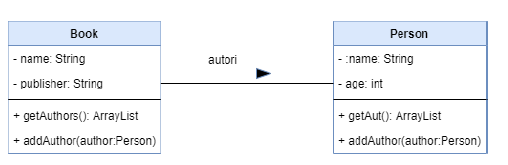 Book
- name: String
- publisher: String
+ getAuthors(): ArrayList
+ addAuthor(author:Person)
autori
Person
- :name: String
- age: int
+ getAut(): ArrayList
+ addAuthor(author:Person)